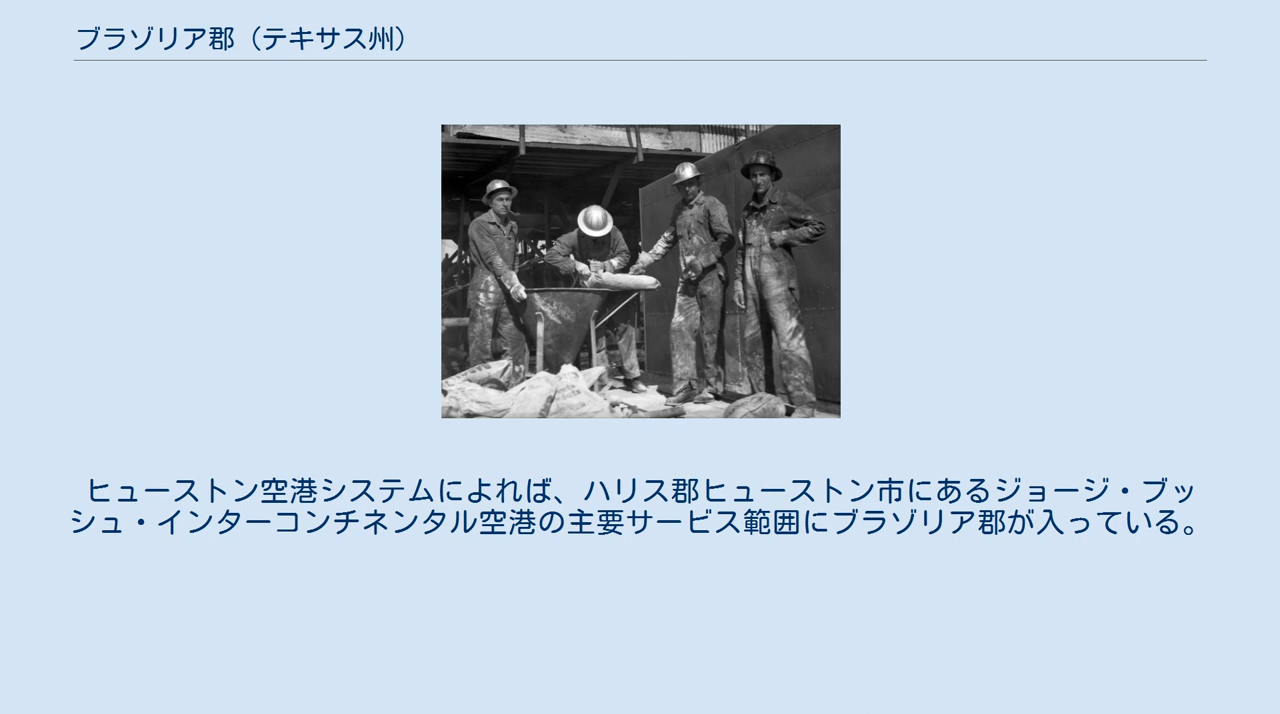 ブラゾリア郡（テキサス州）
ヒューストン空港システムによれば、ハリス郡ヒューストン市にあるジョージ・ブッ
シュ・インターコンチネンタル空港の主要サービス範囲にブラゾリア郡が入っている。